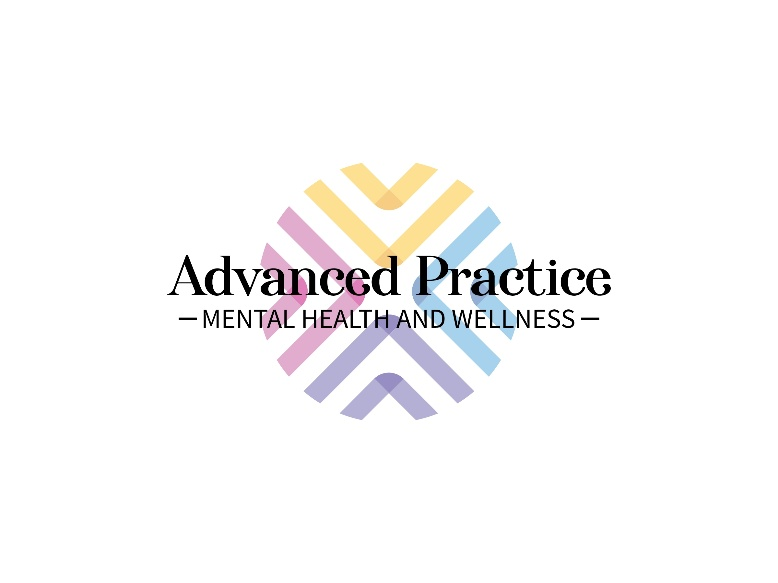 Advanced Practice
— MENTAL HEALTH AND WELLNESS —